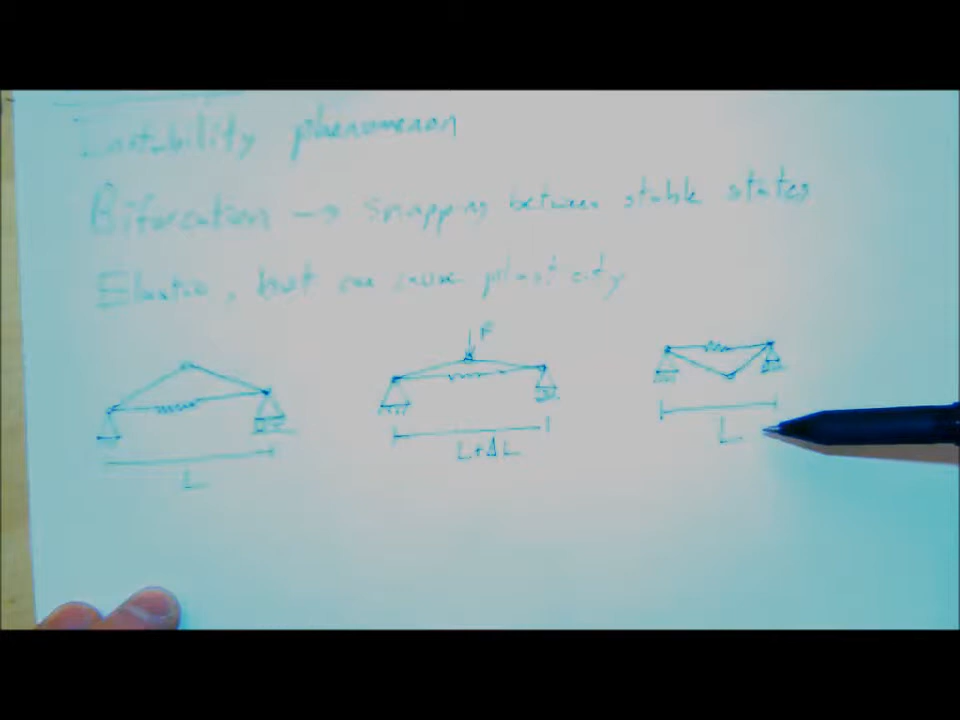 Instability phenomenon
Bifurcation → Snapping between stable states
Elastic, but can cause plasticity
F
L
L+ΔL
L